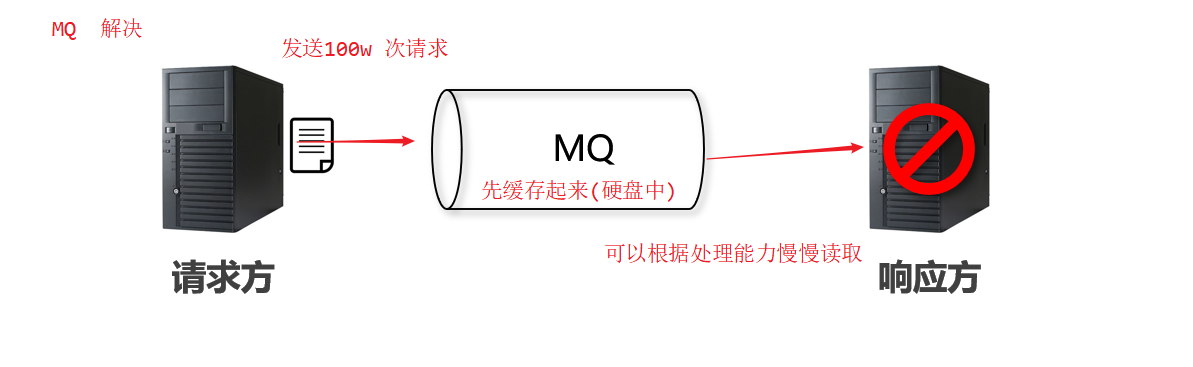 MQ 解决
发送100w 次请求
MQ
先缓存起来(硬盘中)
可以根据处理能力慢慢读取
请求方
响应方